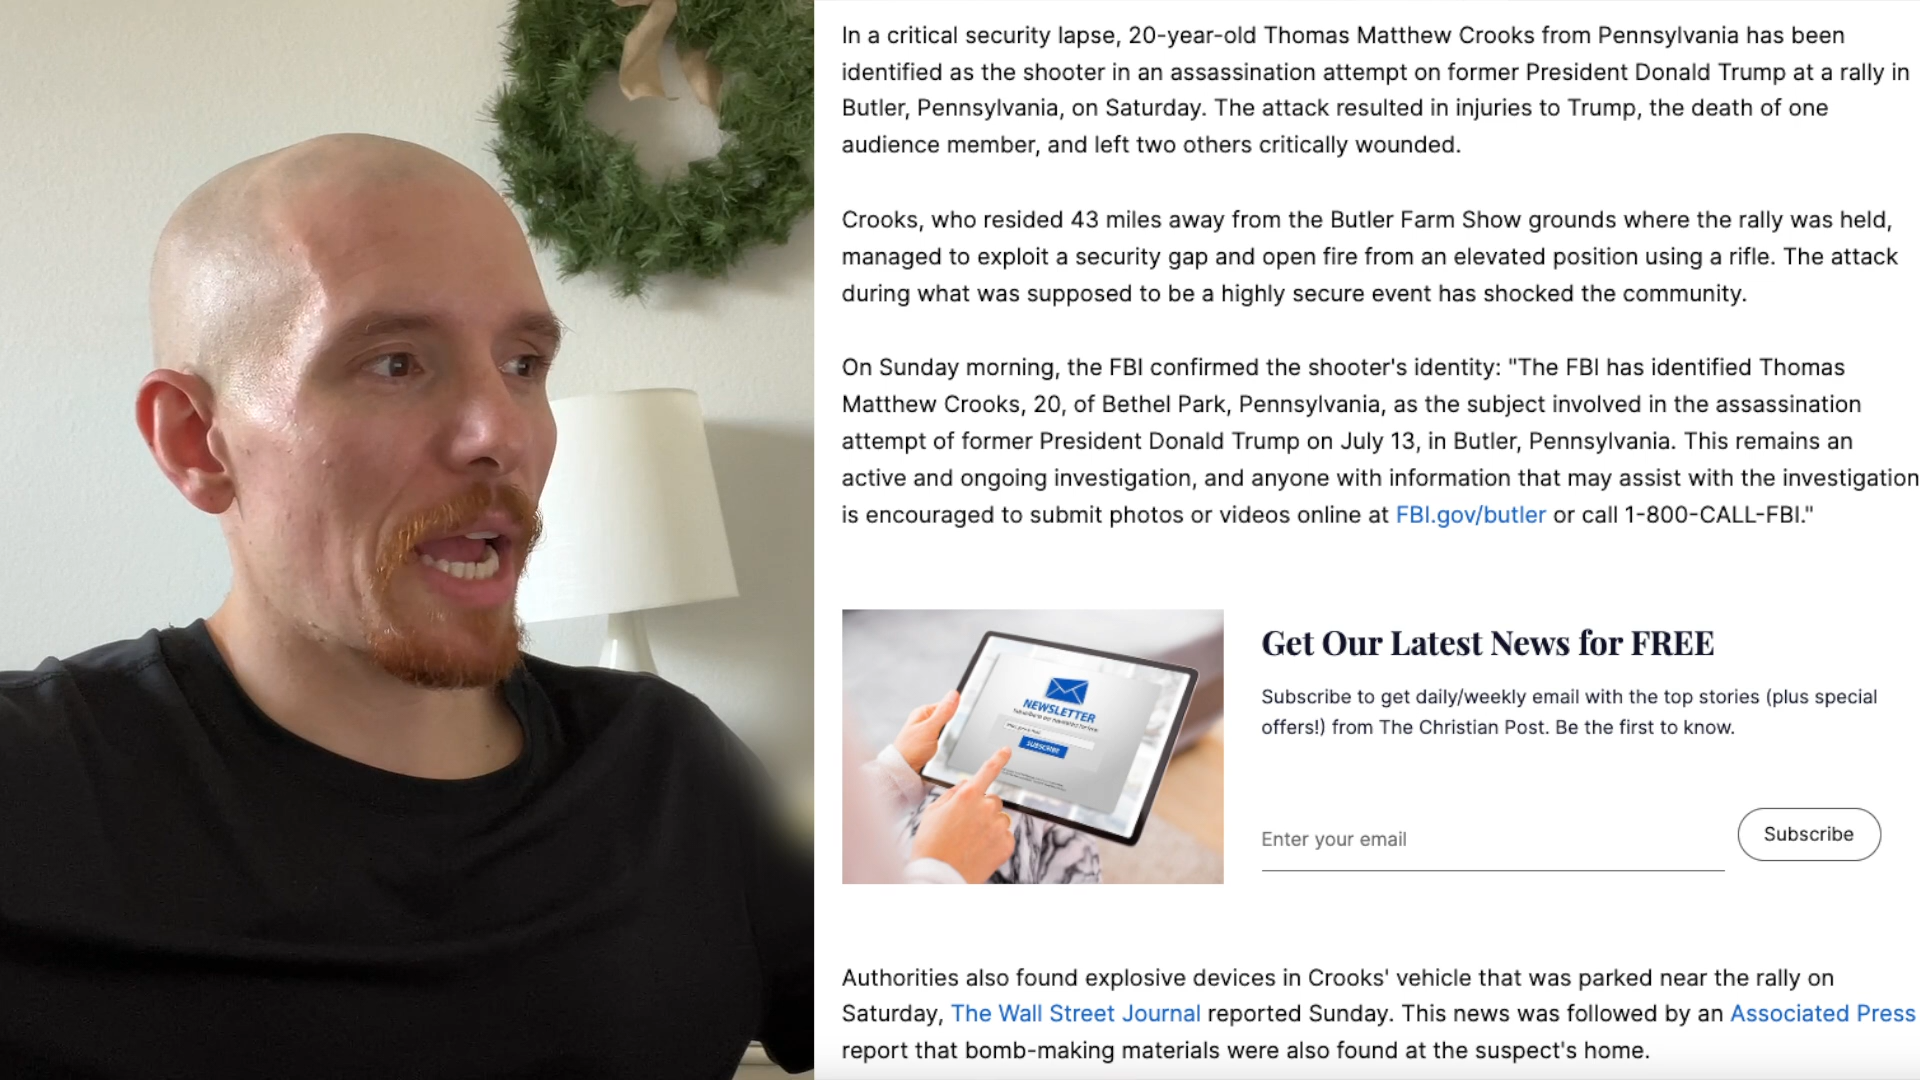 In a critical security lapse, 20-year-old Thomas Matthew Crooks from Pennsylvania has been
identified as the shooter in an assassination attempt on former President Donald Trump at a rally in
Butler, Pennsylvania, on Saturday. The attack resulted in injuries to Trump, the death of one
audience member, and left two others critically wounded.
Crooks, who resided 43 miles away from the Butler Farm Show grounds where the rally was held,
managed to exploit a security gap and open fire from an elevated position using a rifle. The attack
during what was supposed to be a highly secure event has shocked the community.
On Sunday morning, the FBI confirmed the shooter's identity: "The FBI has identified Thomas
Matthew Crooks, 20, of Bethel Park, Pennsylvania, as the subject involved in the assassination
attempt of former President Donald Trump on July 13, in Butler, Pennsylvania. This remains an
active and ongoing investigation, and anyone with information that may assist with the investigation
is encouraged to submit photos or videos online at FBI.gov/butler or call 1-800-CALL-FBI."
NEWSLETTER
SUBSCRIBE
Get Our Latest News for FREE
Subscribe to get daily/weekly email with the top stories (plus special
offers!) from The Christian Post. Be the first to know.
Enter your email
Subscribe
Authorities also found explosive devices in Crooks' vehicle that was parked near the rally on
Saturday, The Wall Street Journal reported Sunday. This news was followed by an Associated Press
report that bomb-making materials were also found at the suspect's home.